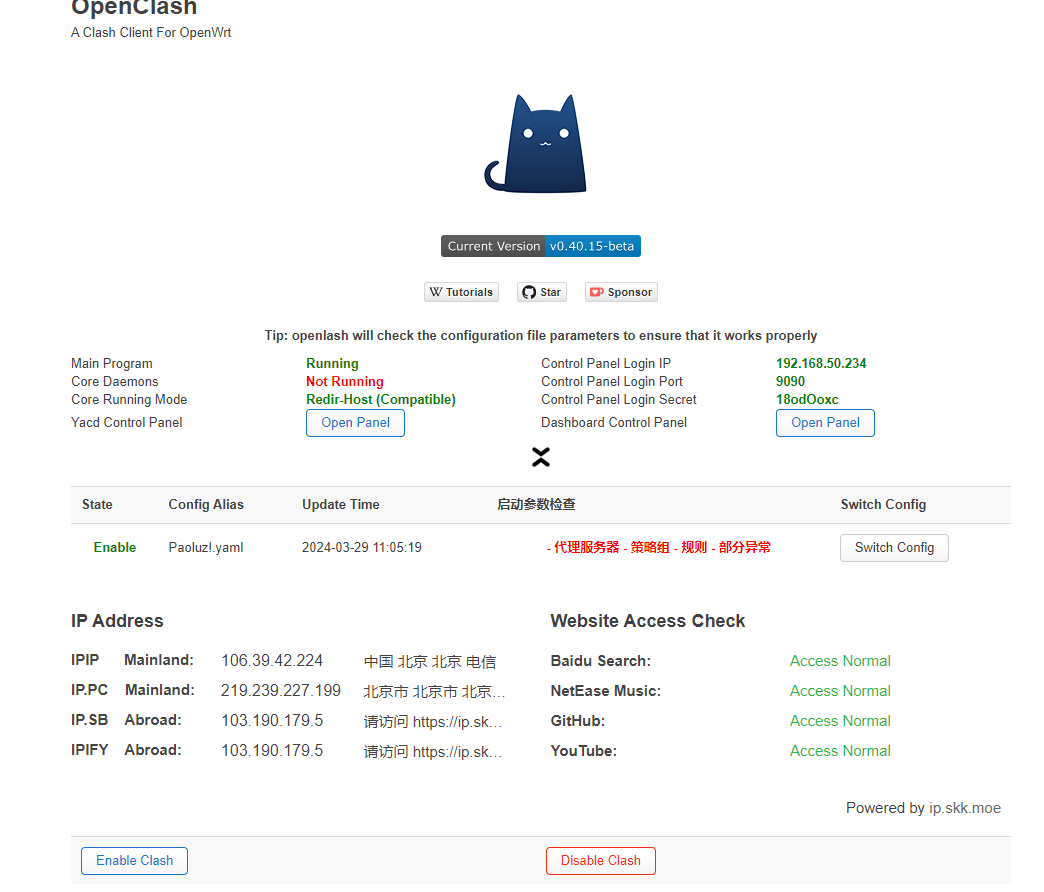 OpenClash
A Clash Client For OpenWrt
Current Version v0.40.15-beta
Tutorials Star Sponsor
Tip: openlash will check the configuration file parameters to ensure that it works properly
Main Program Running Control Panel Login IP 192.168.50.234
Core Daemons Not Running Control Panel Login Port 9090
Core Running Mode Redir-Host (Compatible) Control Panel Login Secret 18odOoxc
Yacd Control Panel Open Panel Dashboard Control Panel Open Panel
State Config Alias Update Time 启动参数检查 Switch Config
Enable Paoluz!.yaml 2024-03-29 11:05:19 - 代理服务器 - 策略组 - 规则 - 部分异常 Switch Config
IP Address Website Access Check
IPIP Mainland: 106.39.42.224 中国 北京 北京 电信 Baidu Search: Access Normal
IP.PC Mainland: 219.239.227.199 北京市 北京市 北京... NetEase Music: Access Normal
IP.SB Abroad: 103.190.179.5 请访问 https://ip.sk... GitHub: Access Normal
IPIFY Abroad: 103.190.179.5 请访问 https://ip.sk... YouTube: Access Normal
Powered by ip.skk.moe
Enable Clash Disable Clash